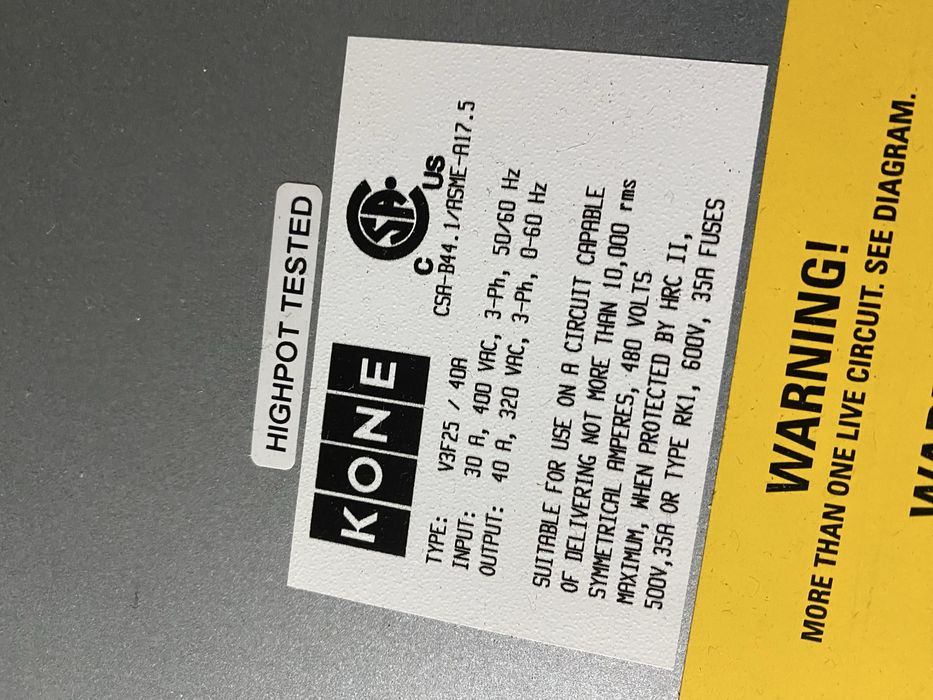 HIGHPOT TESTED
KONE
C SA US
CSA-B44.1/ASME-A17.5
TYPE: V3F25 / 40A
INPUT: 30 A, 400 VAC, 3-Ph, 50/60 Hz
OUTPUT: 40 A, 320 VAC, 3-Ph, 0-60 Hz
SUITABLE FOR USE ON A CIRCUIT CAPABLE
OF DELIVERING NOT MORE THAN 10,000 rms
SYMMETRICAL AMPERES, 480 VOLTS
MAXIMUM, WHEN PROTECTED BY HRC II,
500V,35A OR TYPE RK1, 600V, 35A FUSES
WARNING!
MORE THAN ONE LIVE CIRCUIT. SEE DIAGRAM.